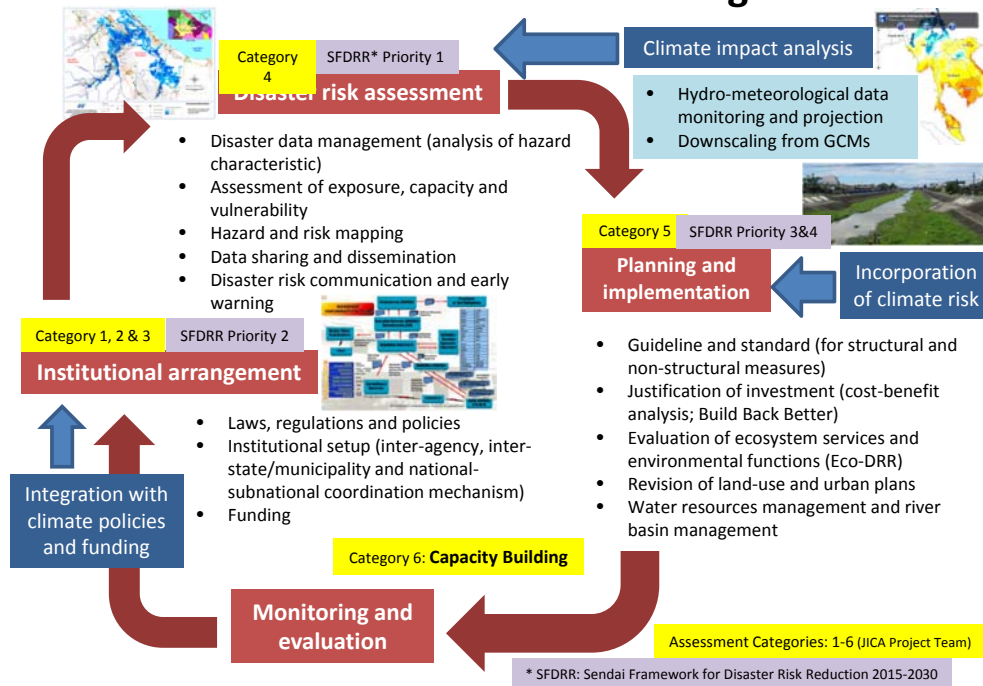 Category
4
SFDRR* Priority 1
Disaster risk assessment
Climate impact analysis
• Hydro-meteorological data
monitoring and projection
• Downscaling from GCMs
• Disaster data management (analysis of hazard
characteristic)
• Assessment of exposure, capacity and
vulnerability
• Hazard and risk mapping
• Data sharing and dissemination
• Disaster risk communication and early
warning
Category 5
SFDRR Priority 3&4
Planning and
implementation
Incorporation
of climate risk
Category 1, 2 & 3
SFDRR Priority 2
Institutional arrangement
• Guideline and standard (for structural and
non-structural measures)
• Justification of investment (cost-benefit
analysis; Build Back Better)
• Evaluation of ecosystem services and
environmental functions (Eco-DRR)
• Revision of land-use and urban plans
• Water resources management and river
basin management
• Laws, regulations and policies
• Institutional setup (inter-agency, inter-
state/municipality and national-
subnational coordination mechanism)
• Funding
Integration with
climate policies
and funding
Category 6: Capacity Building
Monitoring and
evaluation
Assessment Categories: 1-6 (JICA Project Team)
* SFDRR: Sendai Framework for Disaster Risk Reduction 2015-2030